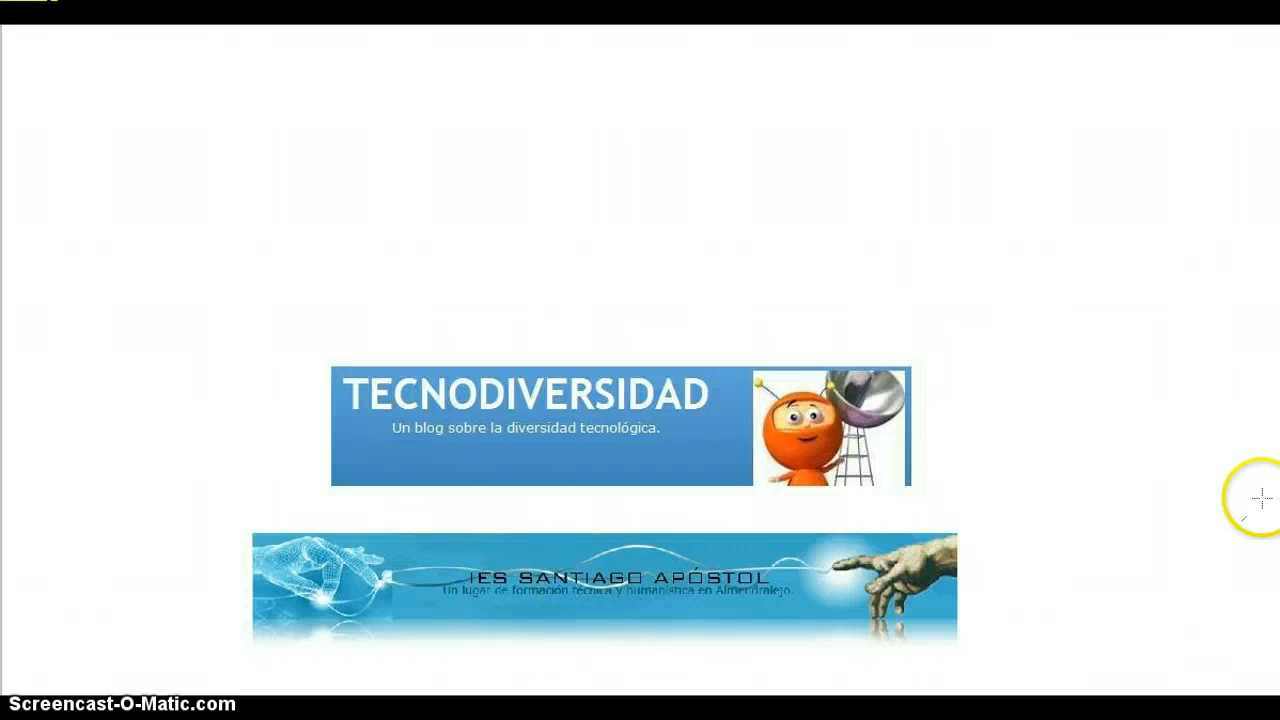 TECNODIVERSIDAD
Un blog sobre la diversidad tecnológica.
IES SANTIAGO APÓSTOL
Un lugar de formación técnica y humanística en Almendralejo.
Screencast-O-Matic.com